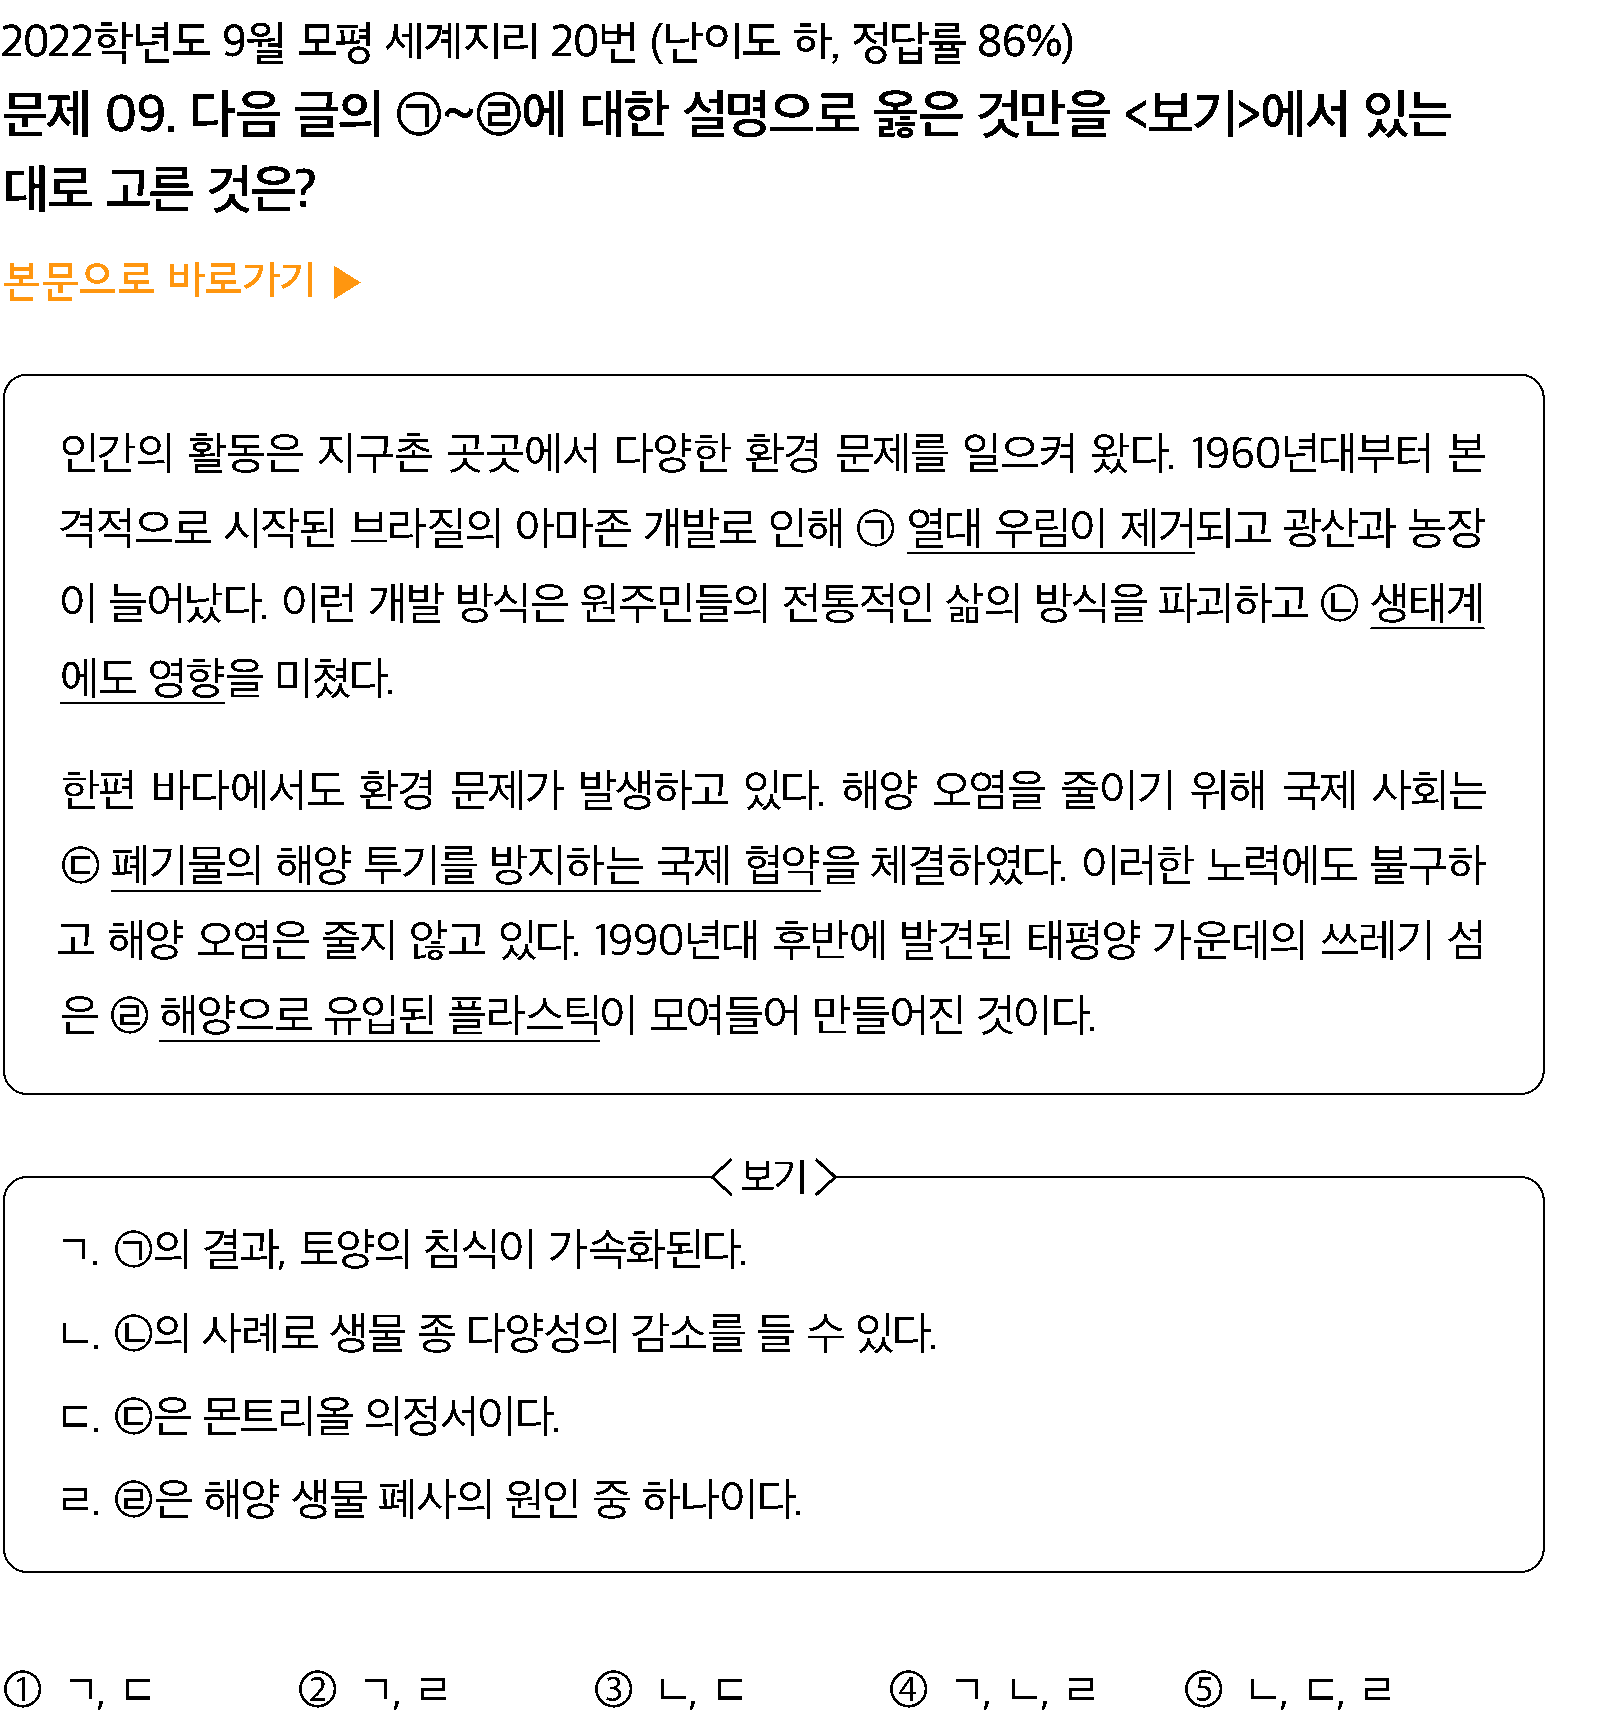 2022학년도 9월 모평 세계지리 20번 (난이도 하, 정답률 86%)
문제 09. 다음 글의 ㉠~㉣에 대한 설명으로 옳은 것만을 <보기>에서 있는
대로 고른 것은?
본문으로 바로가기 ▶
인간의 활동은 지구촌 곳곳에서 다양한 환경 문제를 일으켜 왔다. 1960년대부터 본
격적으로 시작된 브라질의 아마존 개발로 인해 ㉠ 열대 우림이 제거되고 광산과 농장
이 늘어났다. 이런 개발 방식은 원주민들의 전통적인 삶의 방식을 파괴하고 ㉡ 생태계
에도 영향을 미쳤다.
한편 바다에서도 환경 문제가 발생하고 있다. 해양 오염을 줄이기 위해 국제 사회는
㉢ 폐기물의 해양 투기를 방지하는 국제 협약을 체결하였다. 이러한 노력에도 불구하
고 해양 오염은 줄지 않고 있다. 1990년대 후반에 발견된 태평양 가운데의 쓰레기 섬
은 ㉣ 해양으로 유입된 플라스틱이 모여들어 만들어진 것이다.
<보기>
ㄱ. ㉠의 결과, 토양의 침식이 가속화된다.
ㄴ. ㉡의 사례로 생물 종 다양성의 감소를 들 수 있다.
ㄷ. ㉢은 몬트리올 의정서이다.
ㄹ. ㉣은 해양 생물 폐사의 원인 중 하나이다.
① ㄱ, ㄷ ② ㄱ, ㄹ ③ ㄴ, ㄷ ④ ㄱ, ㄴ, ㄹ ⑤ ㄴ, ㄷ, ㄹ